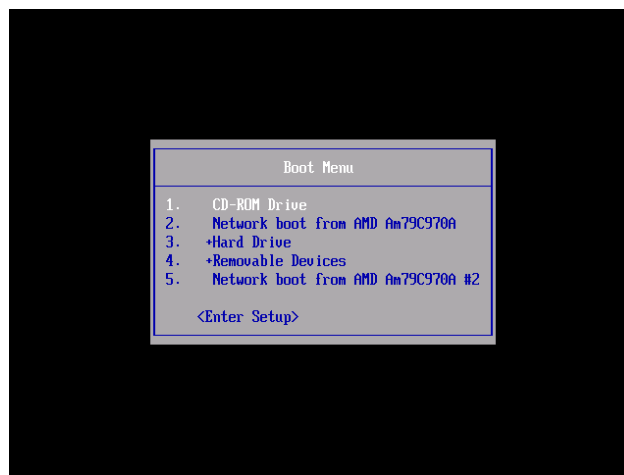 Boot Menu
1. CD-ROM Drive
2. Network boot from AMD Am79C970A
3. +Hard Drive
4. +Removable Devices
5. Network boot from AMD Am79C970A #2
<Enter Setup>